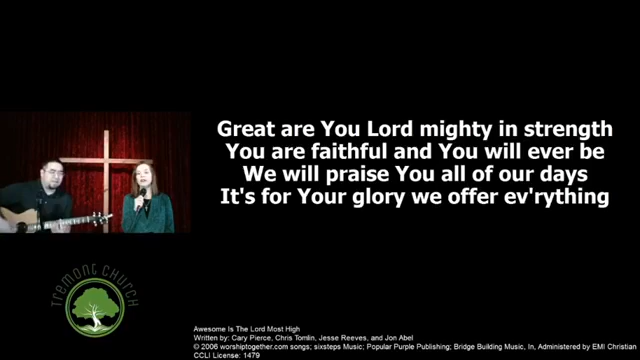 Great are You Lord mighty in strength
You are faithful and You will ever be
We will praise You all of our days
It's for Your glory we offer ev'rything
TREMONT CHURCH
Awesome Is The Lord Most High
Written by: Cary Pierce, Chris Tomlin, Jesse Reeves, and Jon Abel
© 2006 worshiptogether.com songs; sixsteps Music; Popular Purple Publishing; Bridge Building Music, In, Administered by EMI Christian
CCLI License: 1479